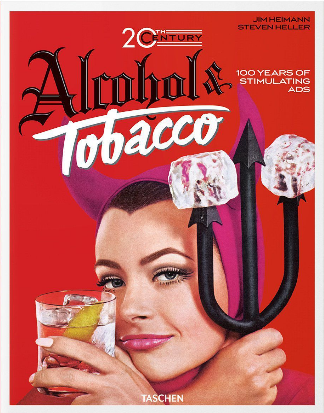 JIM HEIMANN
STEVEN HELLER
20TH CENTURY
Alcohol &
Tobacco
100 YEARS OF
STIMULATING
ADS
TASCHEN